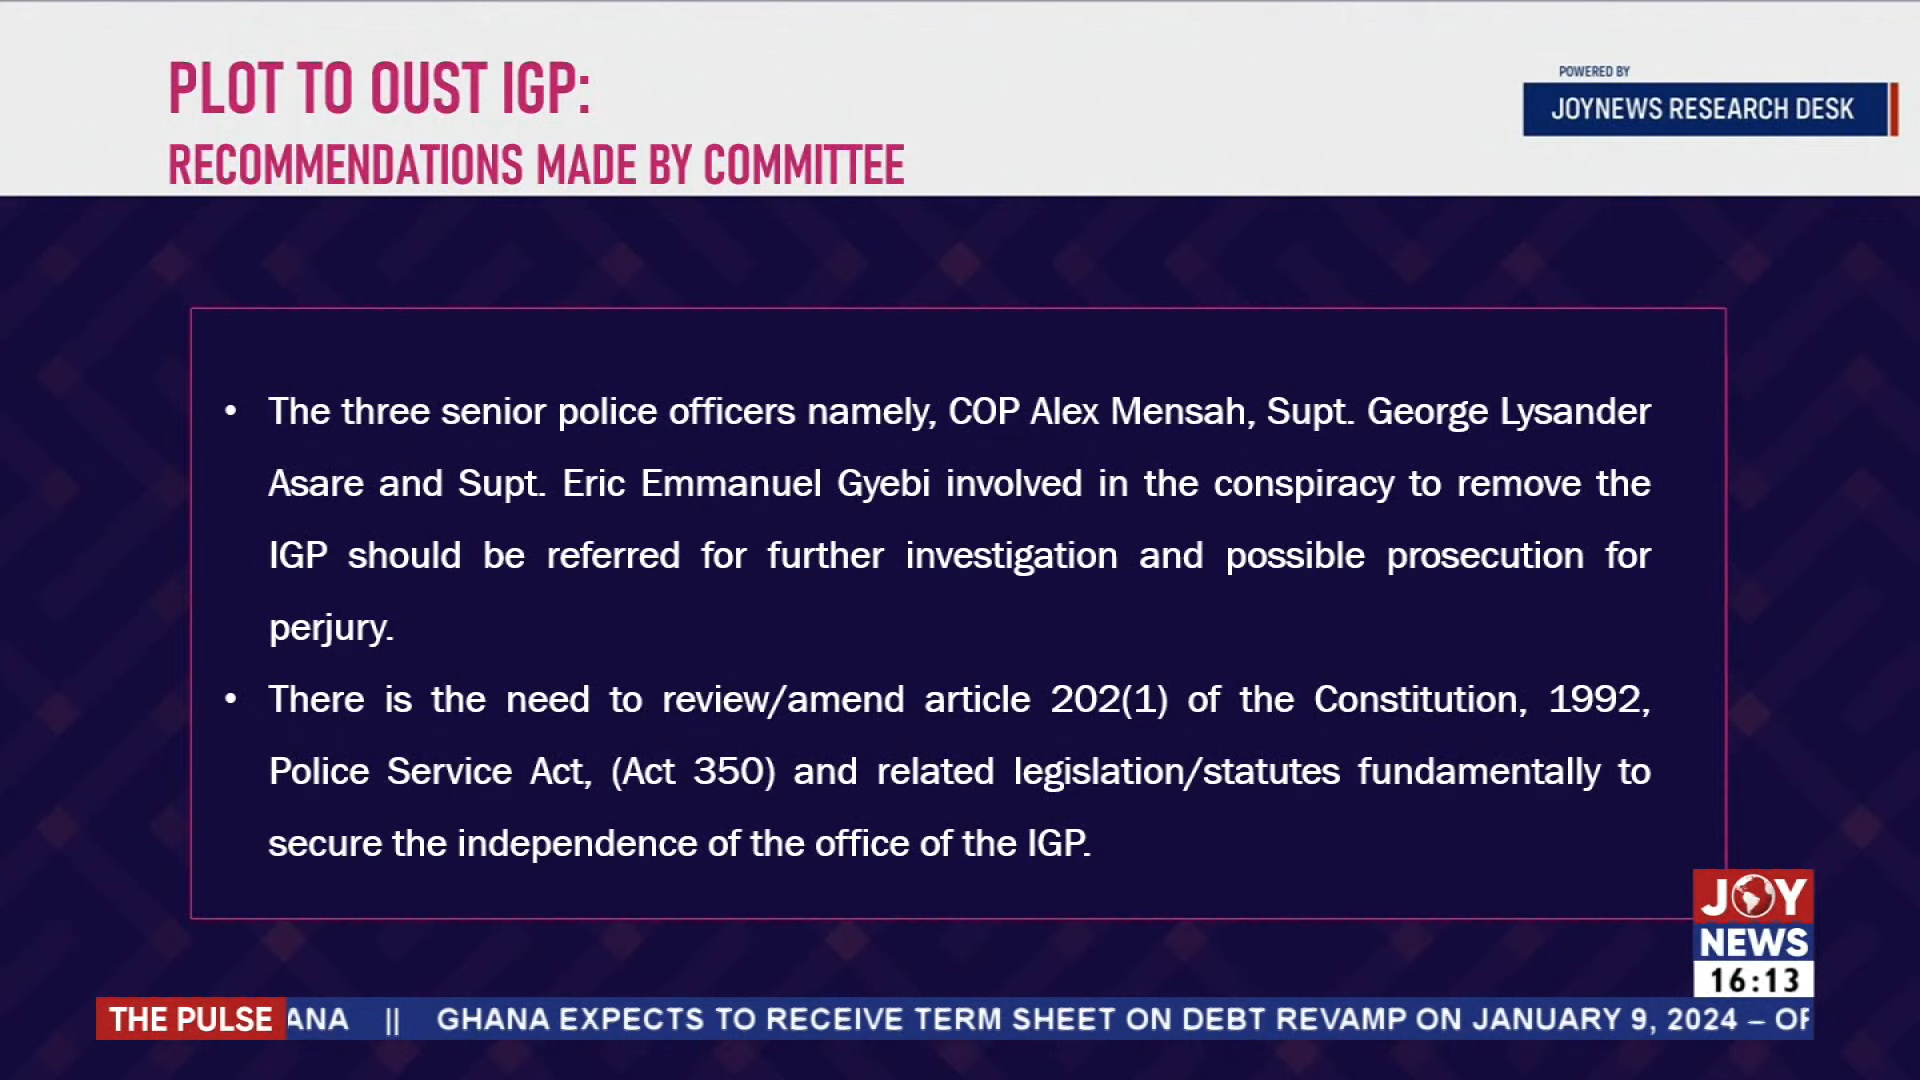 PLOT TO OUST IGP:
RECOMMENDATIONS MADE BY COMMITTEE
POWERED BY
JOYNEWS RESEARCH DESK
• The three senior police officers namely, COP Alex Mensah, Supt. George Lysander
Asare and Supt. Eric Emmanuel Gyebi involved in the conspiracy to remove the
IGP should be referred for further investigation and possible prosecution for
perjury.
• There is the need to review/amend article 202(1) of the Constitution, 1992,
Police Service Act, (Act 350) and related legislation/statutes fundamentally to
secure the independence of the office of the IGP.
JOY
NEWS
16:13
THE PULSE ANA || GHANA EXPECTS TO RECEIVE TERM SHEET ON DEBT REVAMP ON JANUARY 9, 2024 – OF